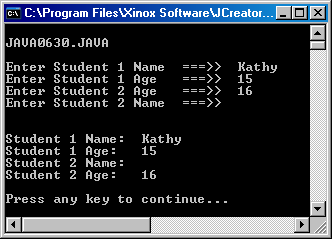 C:\Program Files\Xinox Software\JCreator...
JAVA0630.JAVA
Enter Student 1 Name ===>> Kathy
Enter Student 1 Age ===>> 15
Enter Student 2 Age ===>> 16
Enter Student 2 Name ===>>
Student 1 Name: Kathy
Student 1 Age: 15
Student 2 Name:
Student 2 Age: 16
Press any key to continue...